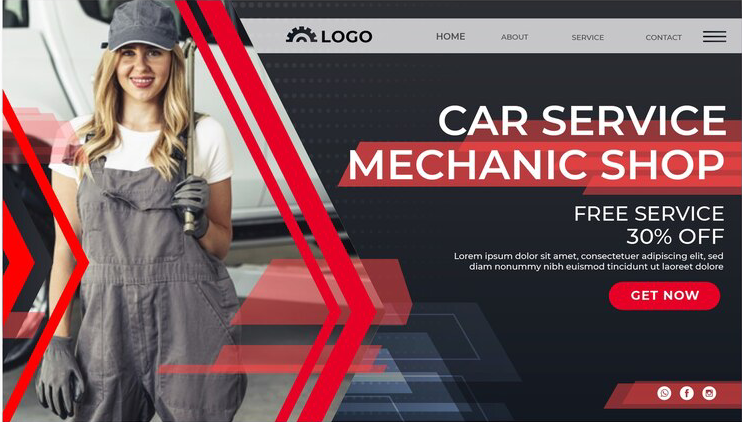 LOGO
HOME ABOUT SERVICE CONTACT
CAR SERVICE
MECHANIC SHOP
FREE SERVICE
30% OFF
Lorem ipsum dolor sit amet, consectetuer adipiscing elit, sed
diam nonummy nibh euismod tincidunt ut laoreet dolore
GET NOW